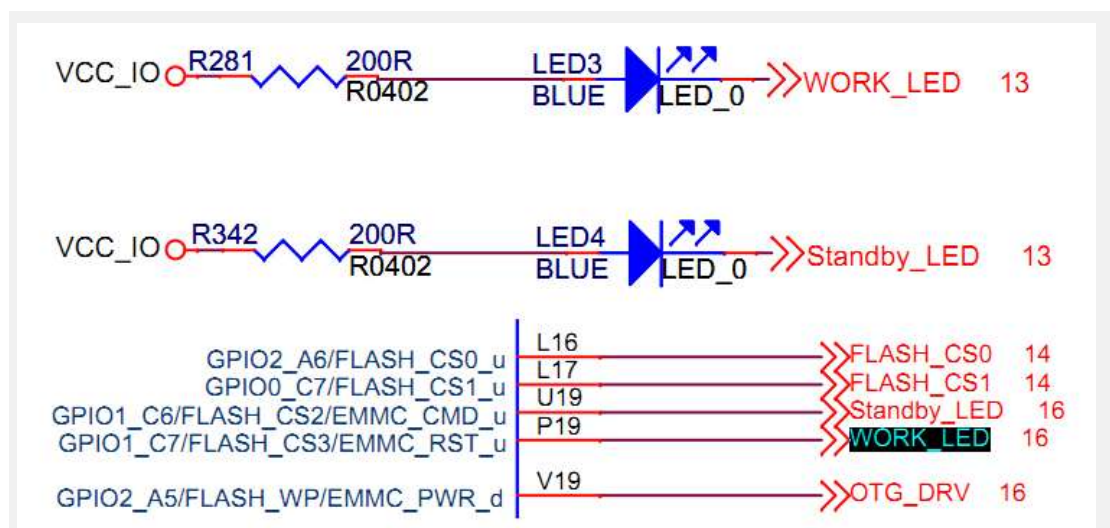 VCC_IO R281 200R R0402 LED3 BLUE LED_0 WORK_LED 13
VCC_IO R342 200R R0402 LED4 BLUE LED_0 Standby_LED 13
GPIO2_A6/FLASH_CS0_u L16 FLASH_CS0 14
GPIO0_C7/FLASH_CS1_u L17 FLASH_CS1 14
GPIO1_C6/FLASH_CS2/EMMC_CMD_u U19 Standby_LED 16
GPIO1_C7/FLASH_CS3/EMMC_RST_u P19 WORK_LED 16
GPIO2_A5/FLASH_WP/EMMC_PWR_d V19 OTG_DRV 16